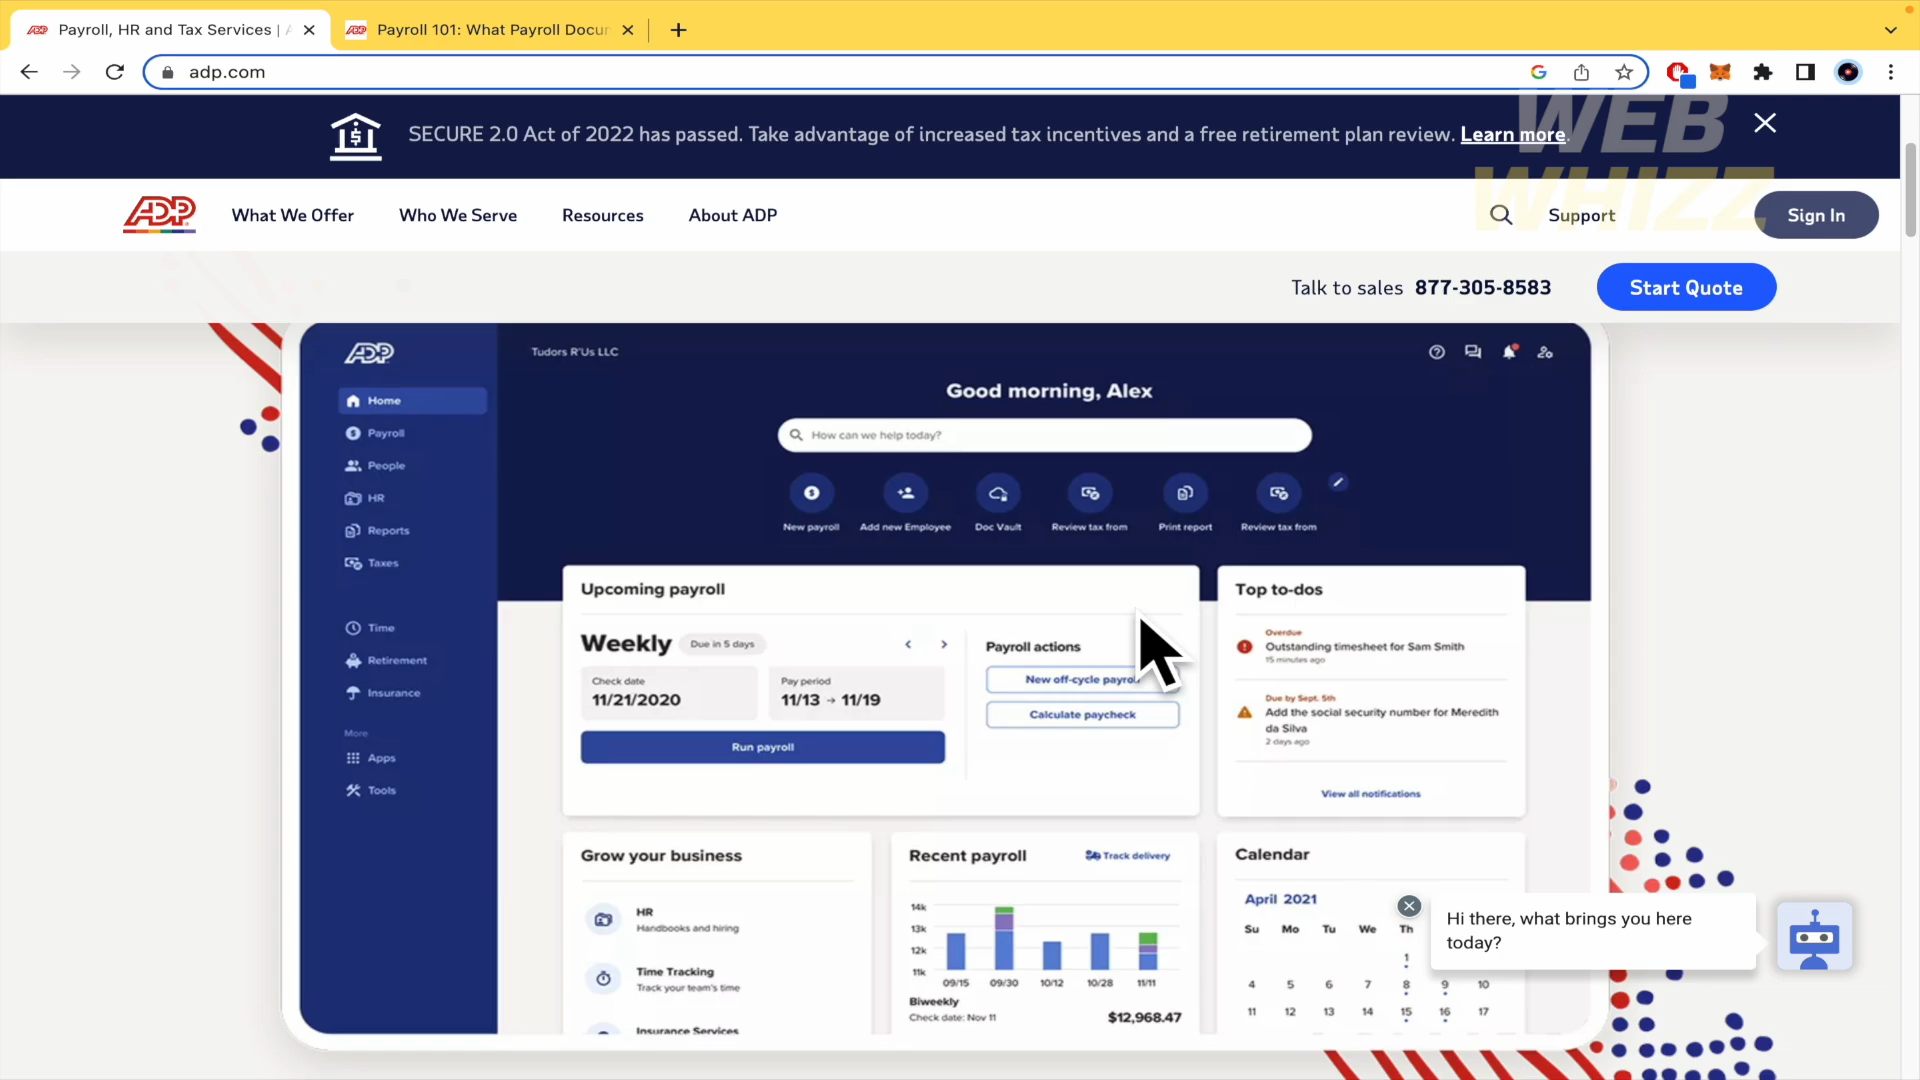 Payroll, HR and Tax Services |
Payroll 101: What Payroll Docu
adp.com
WEB
WHIZZ
SECURE 2.0 Act of 2022 has passed. Take advantage of increased tax incentives and a free retirement plan review. Learn more.
ADP
What We Offer
Who We Serve
Resources
About ADP
Support
Sign In
Talk to sales 877-305-8583
Start Quote
ADP
Tudors R'Us LLC
Home
Payroll
People
HR
Reports
Taxes
Time
Retirement
Insurance
More
Apps
Tools
Good morning, Alex
How can we help today?
New payroll
Add new Employee
Doc Vault
Review tax from
Print report
Review tax from
Upcoming payroll
Weekly
Due in 5 days
Check date
11/21/2020
Pay period
11/13 → 11/19
Run payroll
Payroll actions
New off-cycle payroll
Calculate paycheck
Top to-dos
Overdue
Outstanding timesheet for Sam Smith
15 minutes ago
Due by Sept. 5th
Add the social security number for Meredith
da Silva
2 days ago
View all notifications
Grow your business
HR
Handbooks and hiring
Time Tracking
Track your team's time
Insurance Services
Recent payroll
Track delivery
14k
13k
12k
11k
09/15 09/30 10/12 10/28 11/11
Biweekly
Check date: Nov 11
$12,968.47
Calendar
April 2021
Su Mo Tu We Th
1
4 5 6 7 8 9 10
11 12 13 14 15 16 17
Hi there, what brings you here
today?